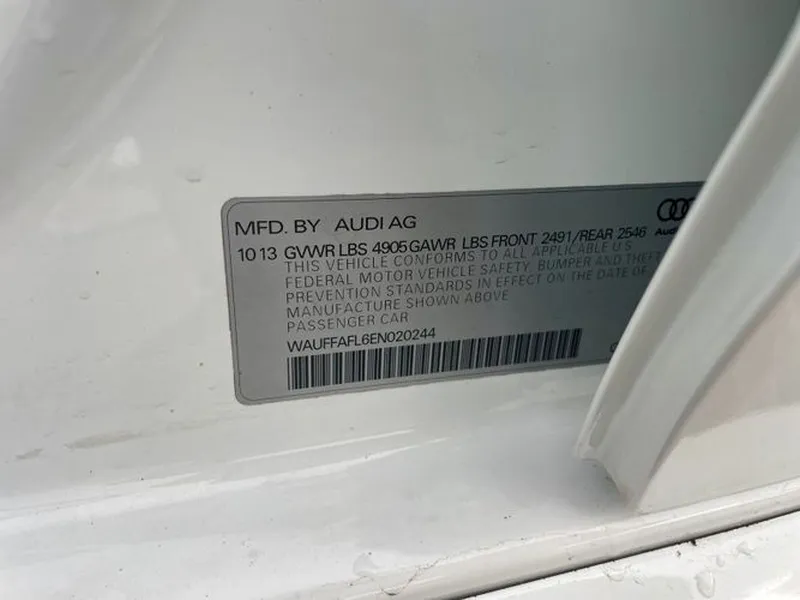 MFD. BY AUDI AG
10 13 GVWR LBS 4905 GAWR LBS FRONT 2491/REAR 2546
THIS VEHICLE CONFORMS TO ALL APPLICABLE U.S.
FEDERAL MOTOR VEHICLE SAFETY, BUMPER AND THEFT
PREVENTION STANDARDS IN EFFECT ON THE DATE OF
MANUFACTURE SHOWN ABOVE
PASSENGER CAR
WAUFFAFL6EN020244